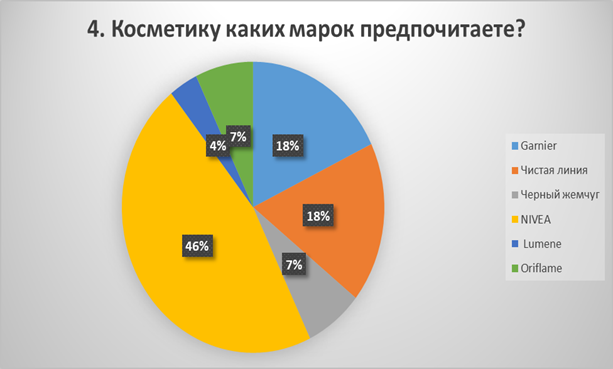 4. Косметику каких марок предпочитаете?
7%
4%
18%
18%
46%
7%
Garnier
Чистая линия
Черный жемчуг
NIVEA
Lumene
Oriflame